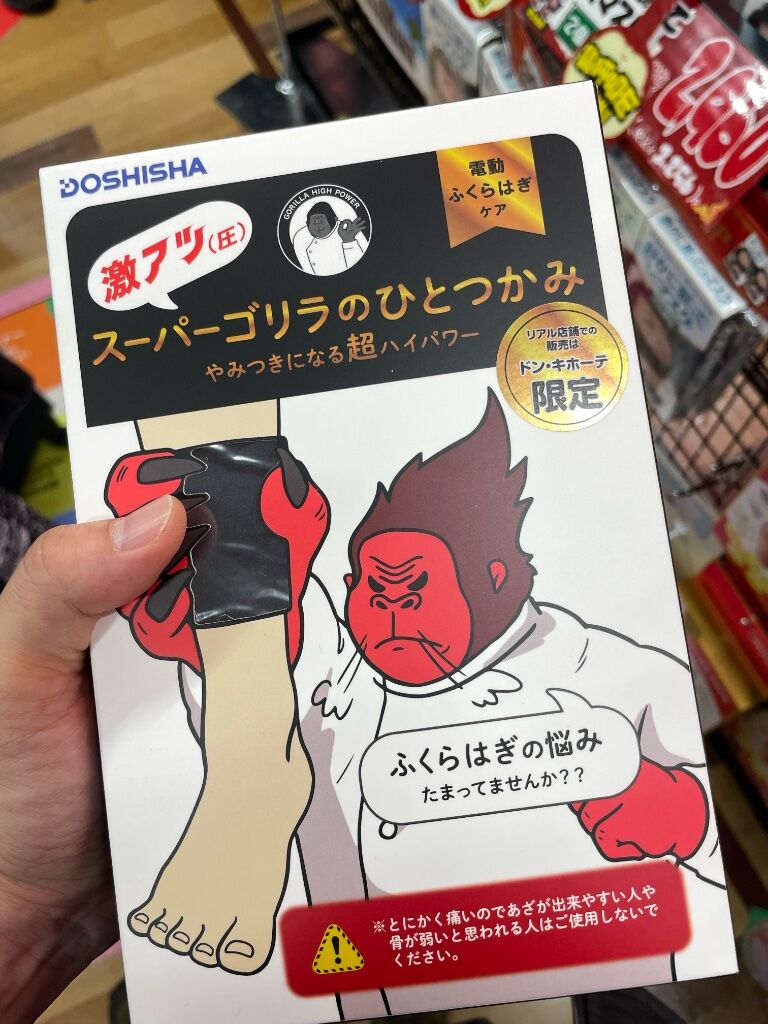 DOSHISHA
GORILLA HIGH POWER
電動
ふくらはぎ
ケア
激アツ(圧)
スーパーゴリラのひとつかみ
やみつきになる超ハイパワー
リアル店舗での
販売は
ドン・キホーテ
限定
ふくらはぎの悩み
たまってませんか??
※とにかく痛いのであざが出来やすい人や
骨が弱いと思われる人はご使用しないで
ください。